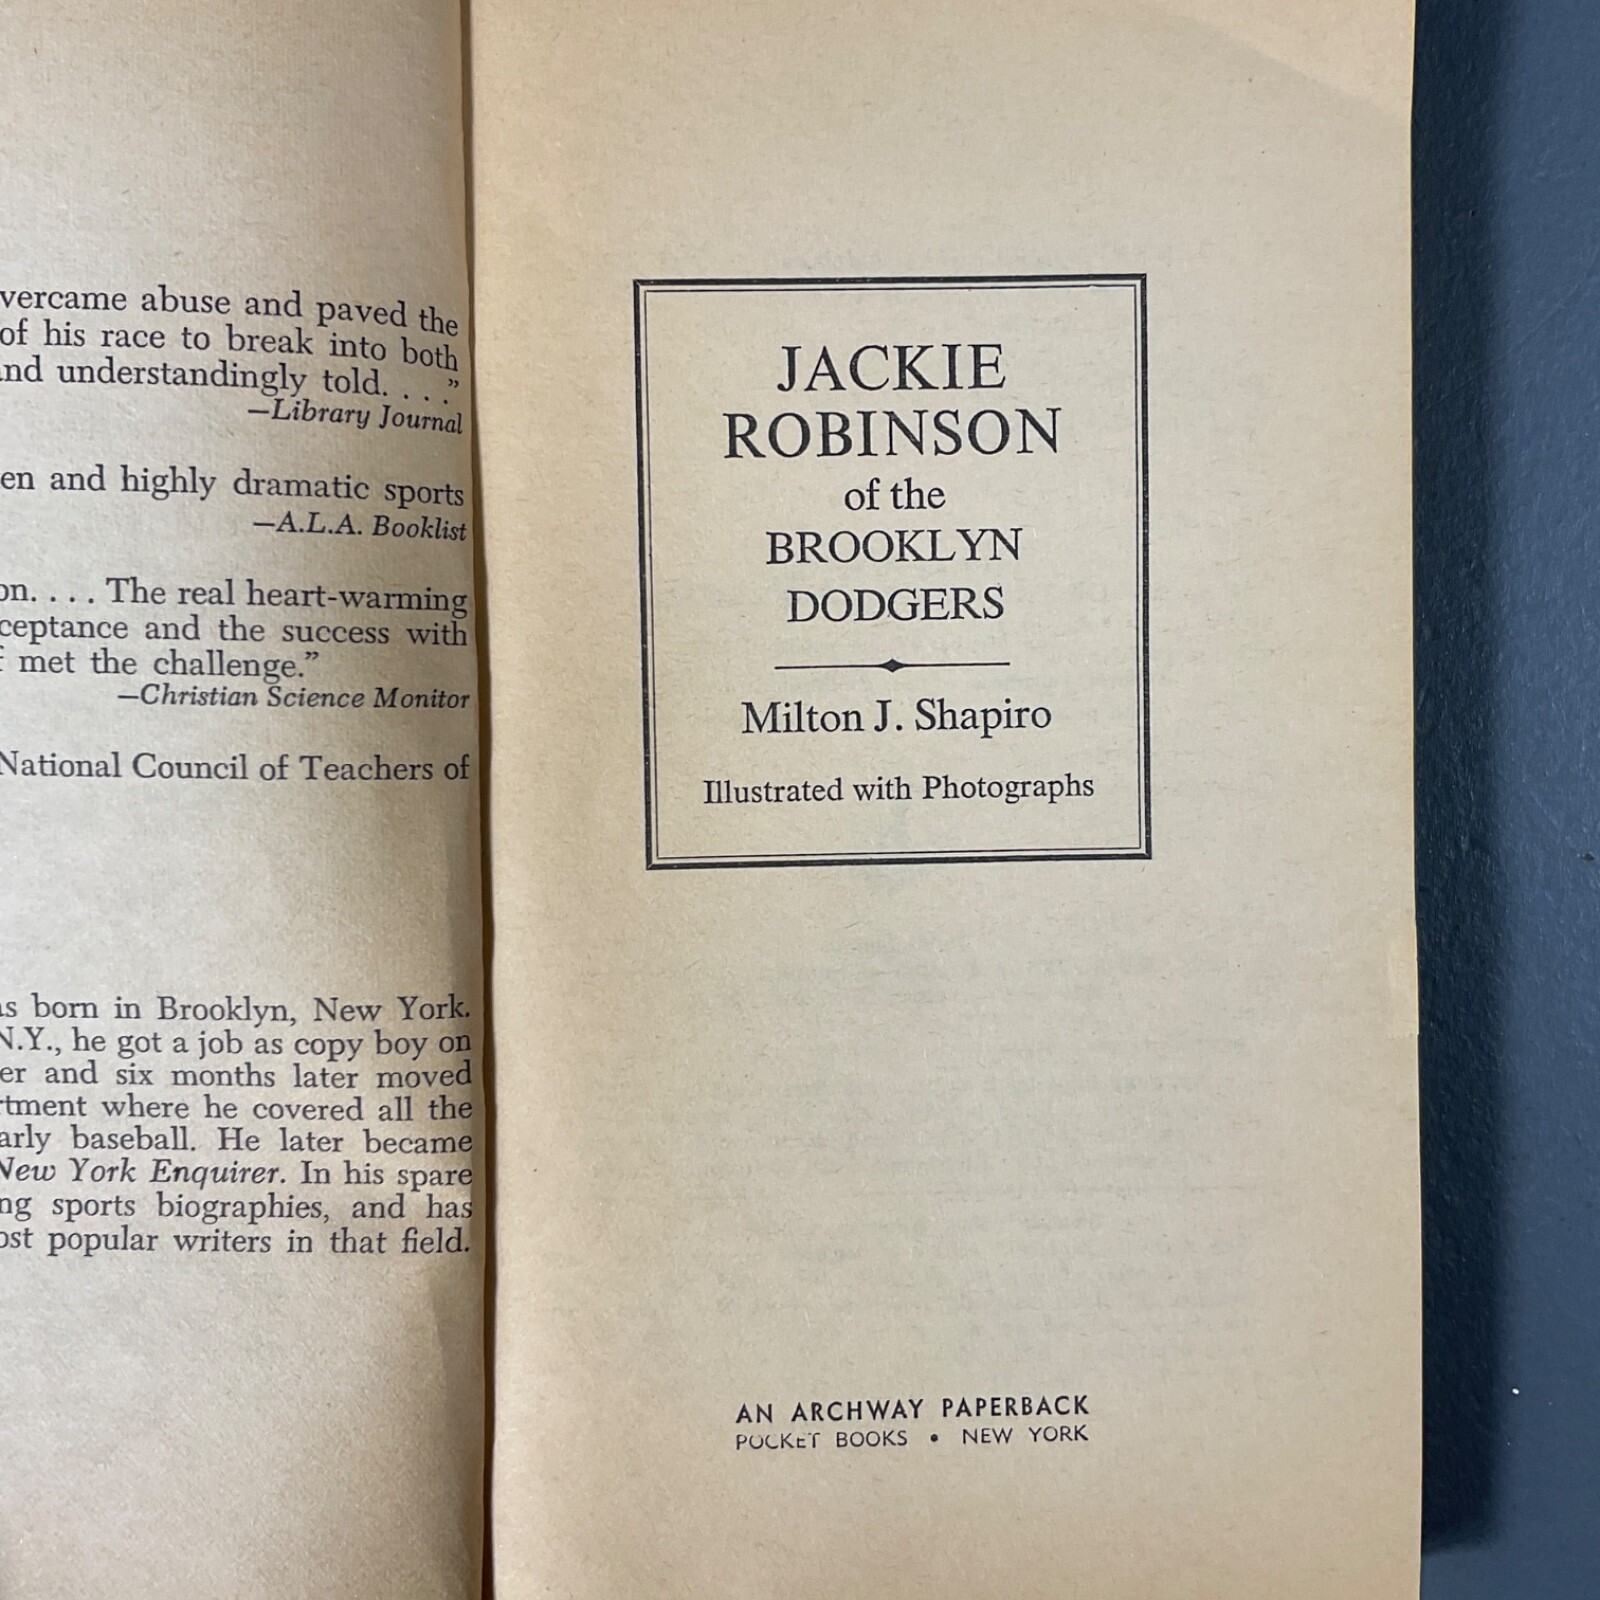 vercame abuse and paved the
of his race to break into both
nd understandingly told. . . .”
—Library Journal
en and highly dramatic sports
—A.L.A. Booklist
on. . . . The real heart-warming
ceptance and the success with
met the challenge.”
—Christian Science Monitor
National Council of Teachers of
s born in Brooklyn, New York.
N.Y., he got a job as copy boy on
er and six months later moved
rtment where he covered all the
arly baseball. He later became
New York Enquirer. In his spare
ng sports biographies, and has
ost popular writers in that field.
JACKIE
ROBINSON
of the
BROOKLYN
DODGERS
Milton J. Shapiro
Illustrated with Photographs
AN ARCHWAY PAPERBACK
POCKET BOOKS • NEW YORK